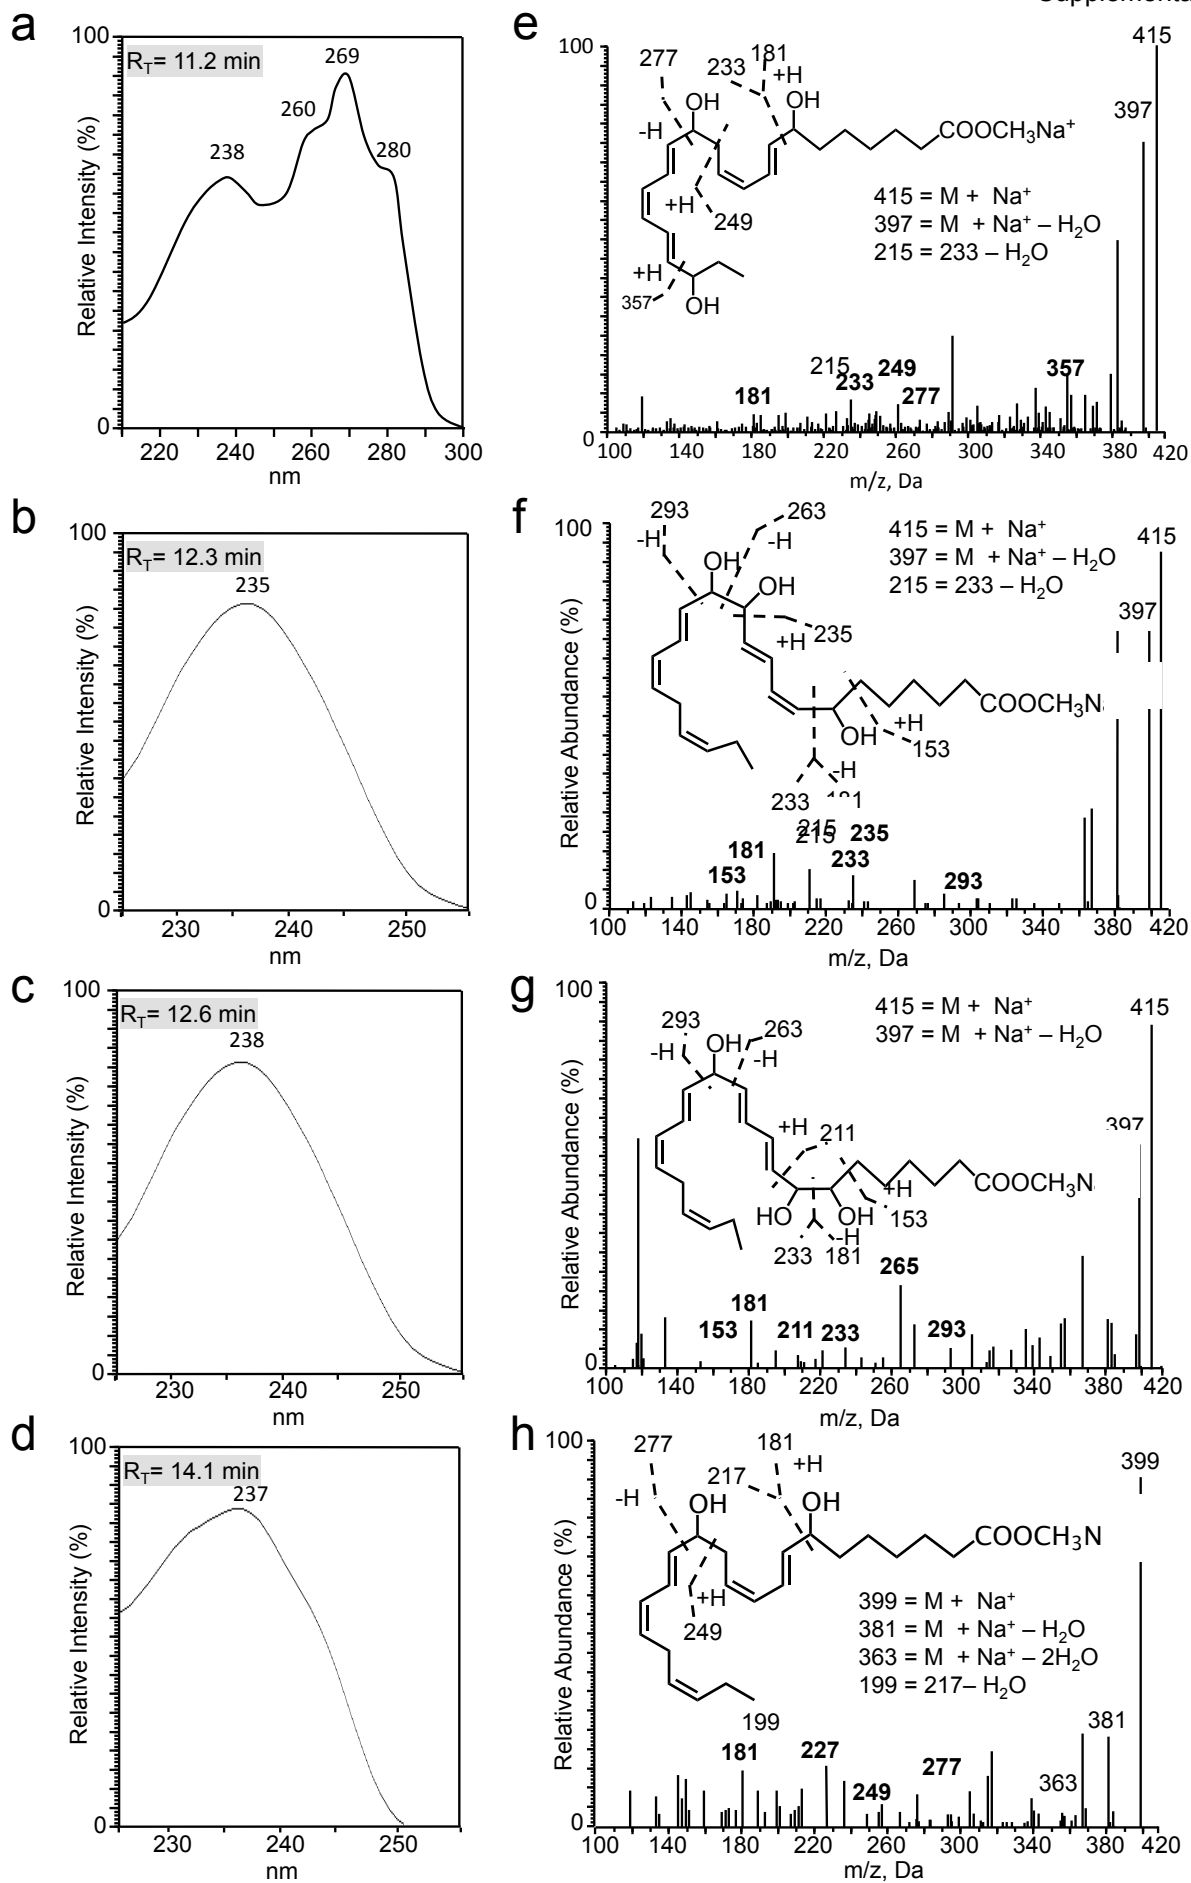 Supplementa
a
100
R_T= 11.2 min
269
260
238
280
Relative Intensity (%)
0
220 240 260 280 300
nm
e
100
415
397
277
233
181
+H
OH
OH
-H
COOCH3Na+
+H
249
+H
357
OH
415 = M + Na+
397 = M + Na+ – H2O
215 = 233 – H2O
215
181
233
249
277
357
0
100 140 180 220 260 300 340 380 420
m/z, Da
b
100
R_T= 12.3 min
235
Relative Intensity (%)
0
230 240 250
nm
f
100
293
-H
263
-H
OH
OH
+H
235
415 = M + Na+
397 = M + Na+ – H2O
215 = 233 – H2O
415
397
COOCH3N
OH
+H
153
-H
233
215
215
235
181
233
153
293
Relative Abundance (%)
0
100 140 180 220 260 300 340 380 420
m/z, Da
c
100
R_T= 12.6 min
238
Relative Intensity (%)
0
230 240 250
nm
g
100
293
-H
OH
263
-H
415 = M + Na+
397 = M + Na+ – H2O
415
397
+H
211
COOCH3N
+H
153
HO
OH
-H
233 181
265
181
153
211
233
293
Relative Abundance (%)
0
100 140 180 220 260 300 340 380 420
m/z, Da
d
100
R_T= 14.1 min
237
Relative Intensity (%)
0
230 240 250
nm
h
100
277
181
+H
217
-H
OH
OH
399
COOCH3N
+H
249
399 = M + Na+
381 = M + Na+ – H2O
363 = M + Na+ – 2H2O
199 = 217– H2O
199
181
227
249
277
363
381
Relative Abundance (%)
0
100 140 180 220 260 300 340 380 420
m/z, Da